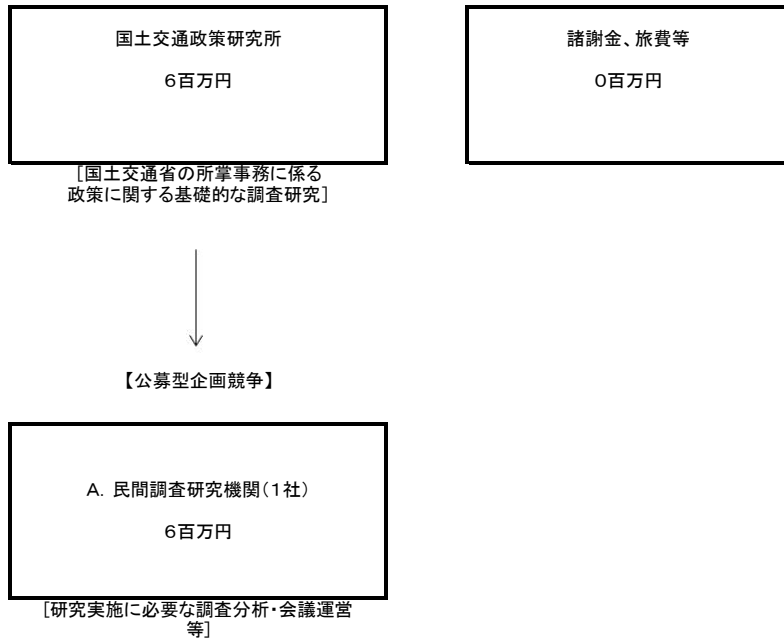 国土交通政策研究所
６百万円
諸謝金、旅費等
０百万円
［国土交通省の所掌事務に係る
政策に関する基礎的な調査研究］
【公募型企画競争】
Ａ．民間調査研究機関（１社）
６百万円
［研究実施に必要な調査分析・会議運営
等］